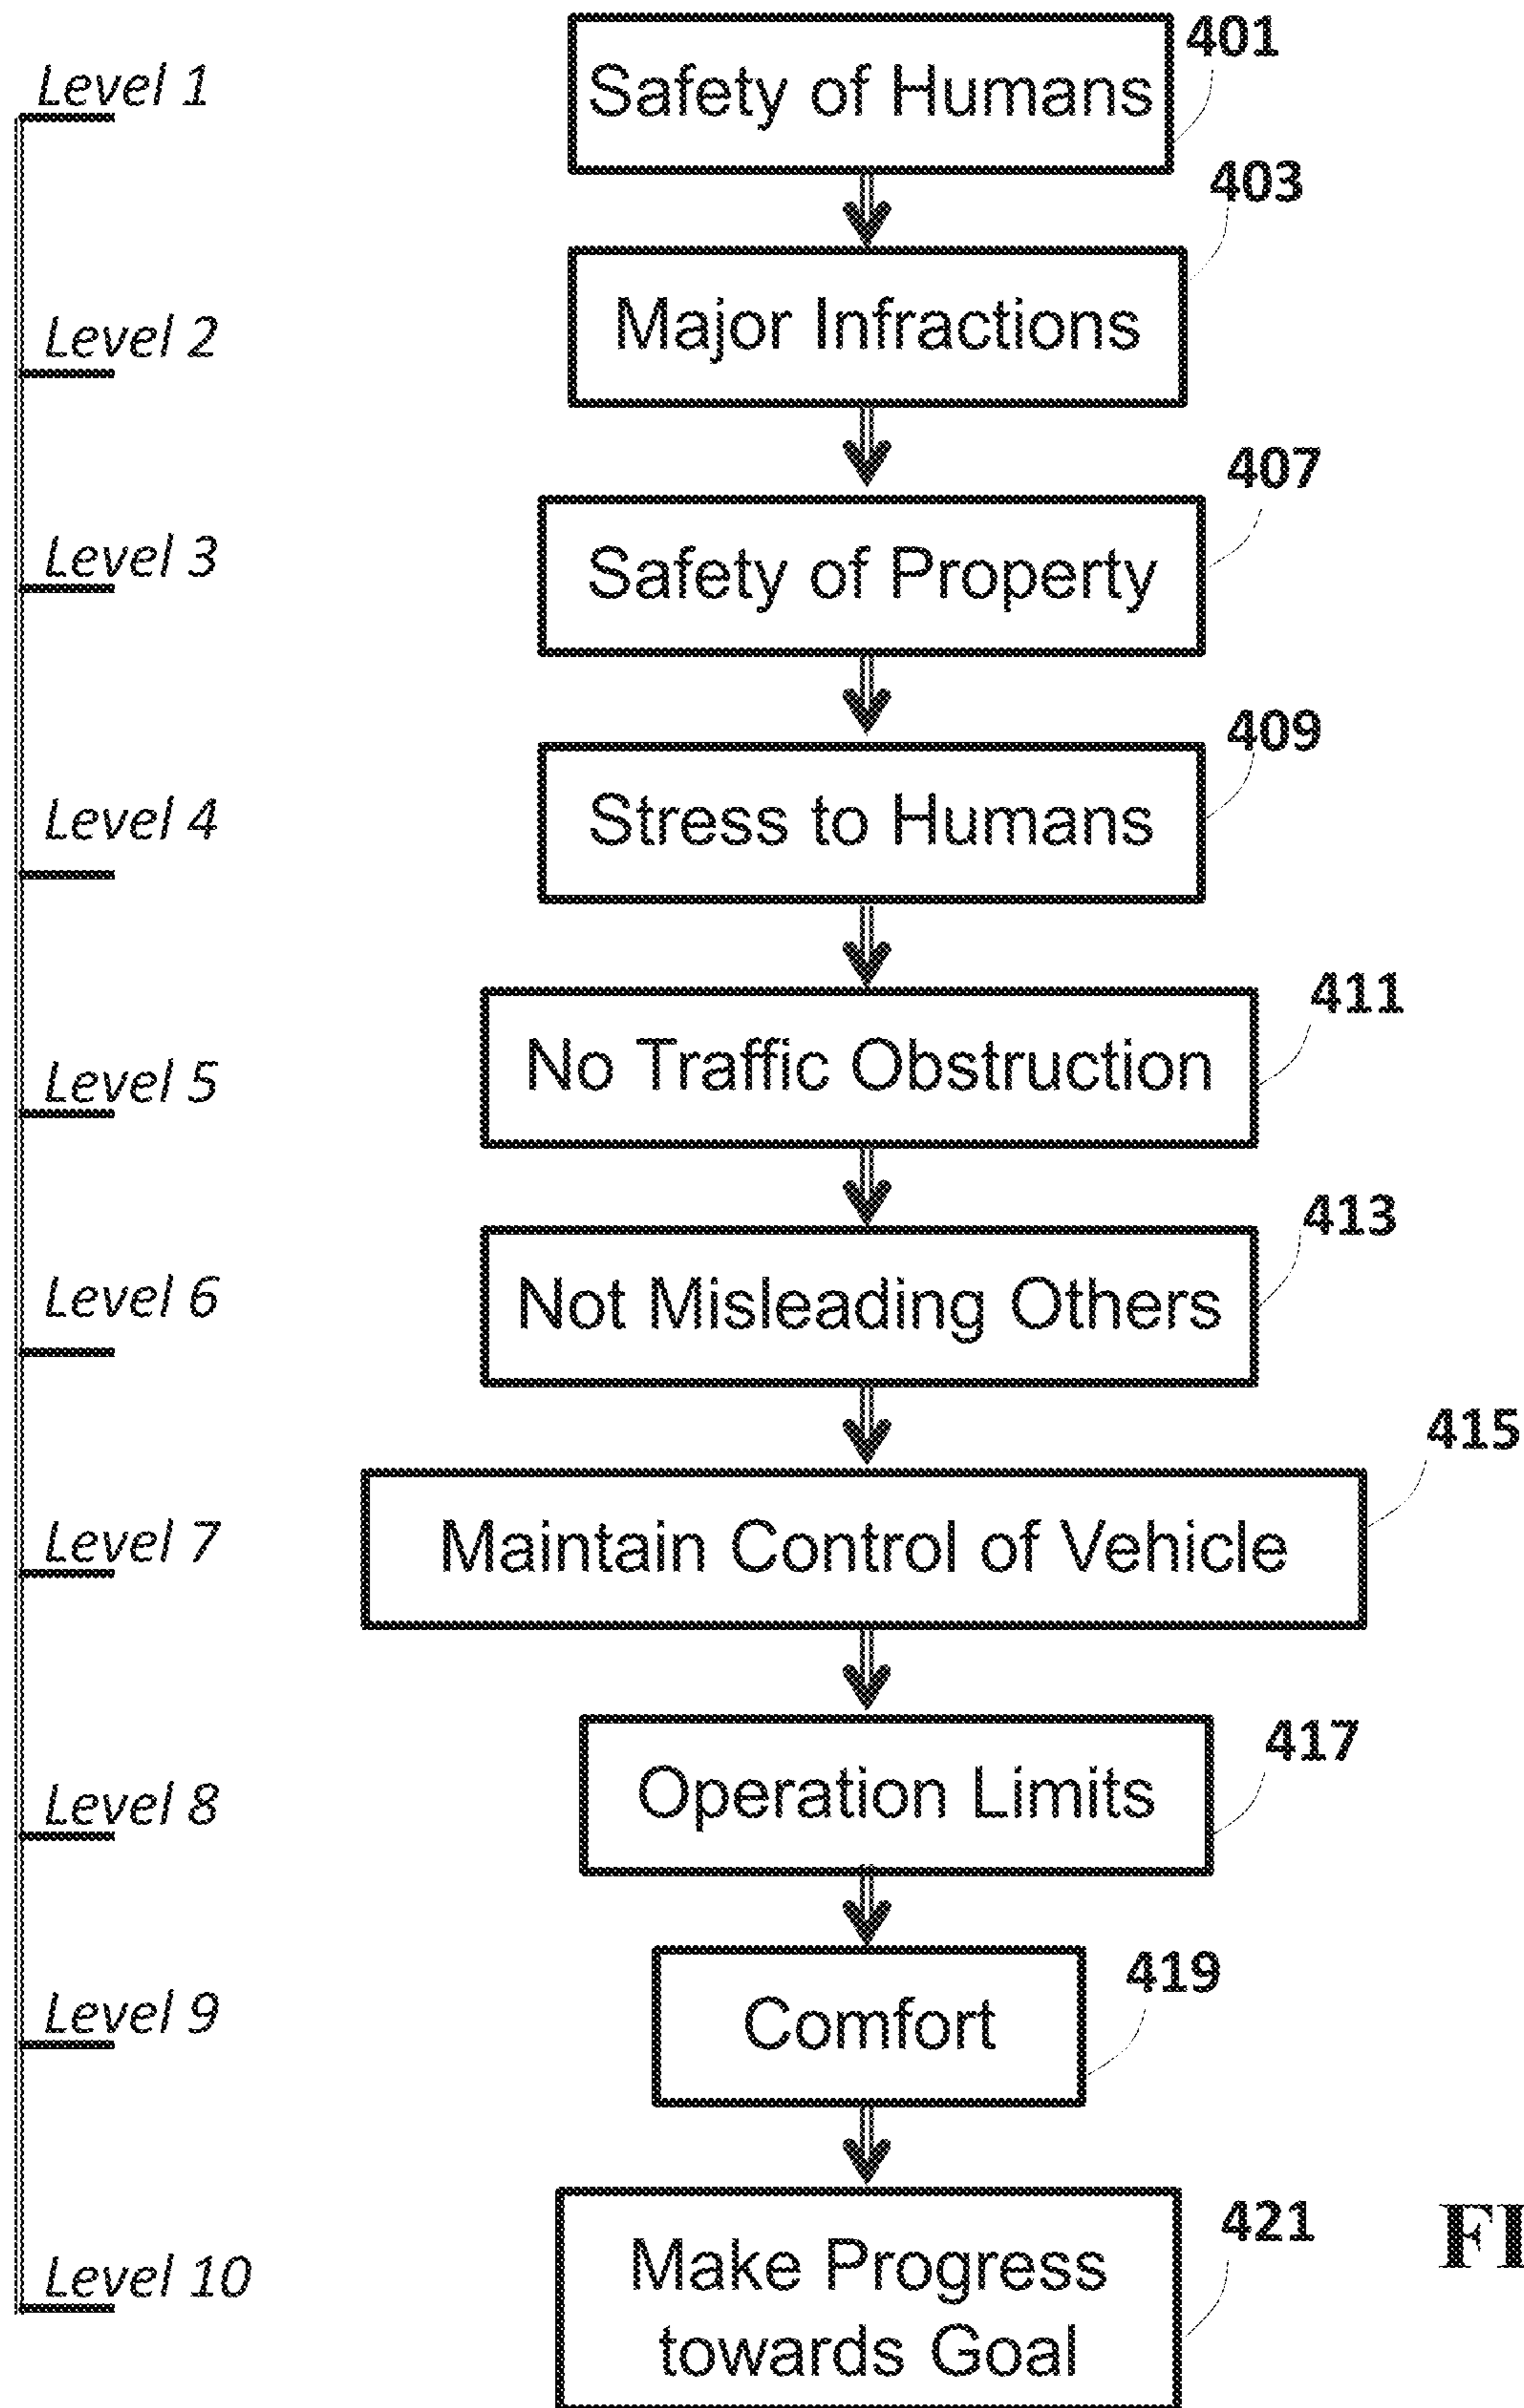 401
Level 1
Safety of Humans
403
Level 2
Major Infractions
407
Level 3
Safety of Property
409
Level 4
Stress to Humans
411
Level 5
No Traffic Obstruction
413
Level 6
Not Misleading Others
415
Level 7
Maintain Control of Vehicle
417
Level 8
Operation Limits
419
Level 9
Comfort
421
Level 10
Make Progress
towards Goal
FI